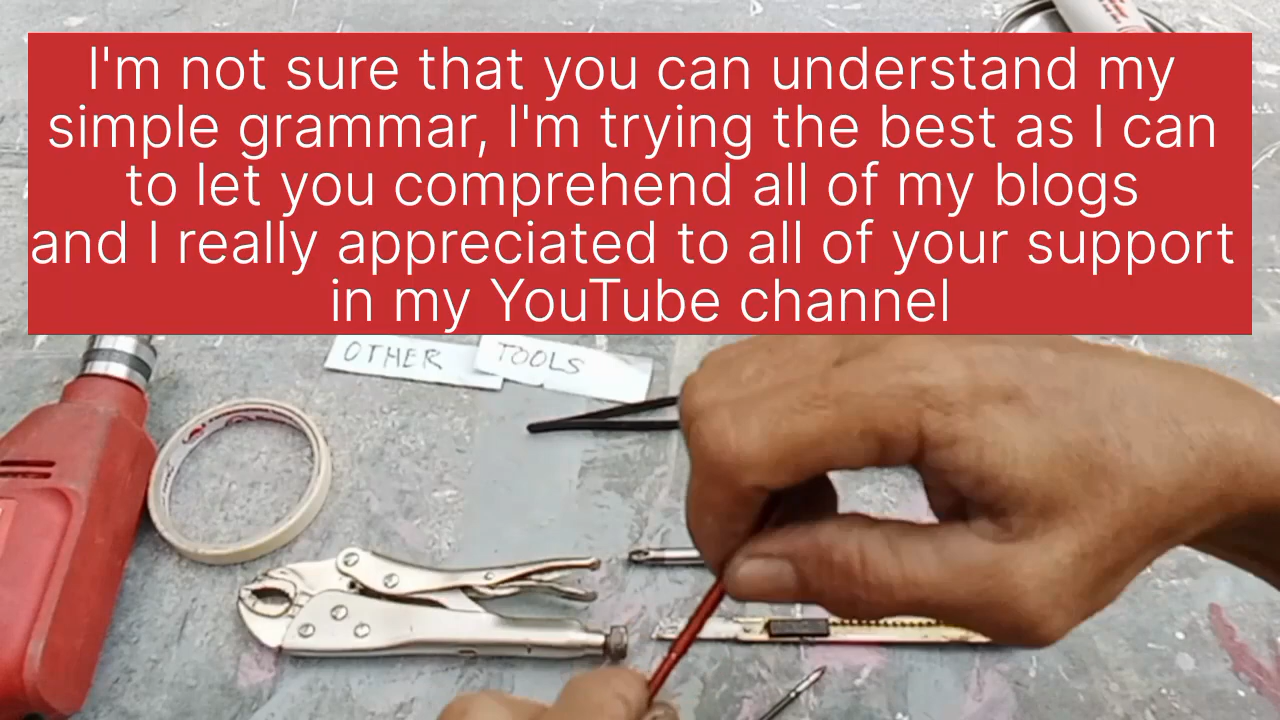 I'm not sure that you can understand my
simple grammar, I'm trying the best as I can
to let you comprehend all of my blogs
and I really appreciated to all of your support
in my YouTube channel
OTHER TOOLS